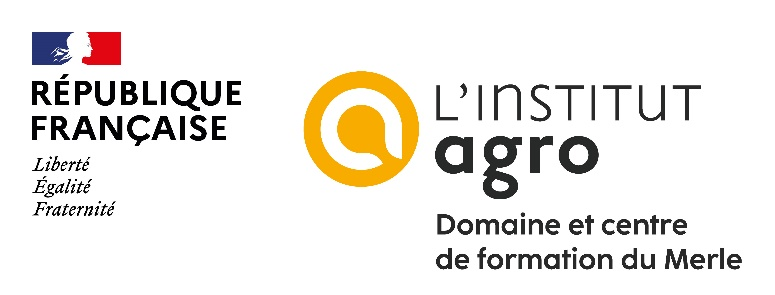 RÉPUBLIQUE
FRANÇAISE
Liberté
Égalité
Fraternité
L'INSTITUT
agro
Domaine et centre
de formation du Merle